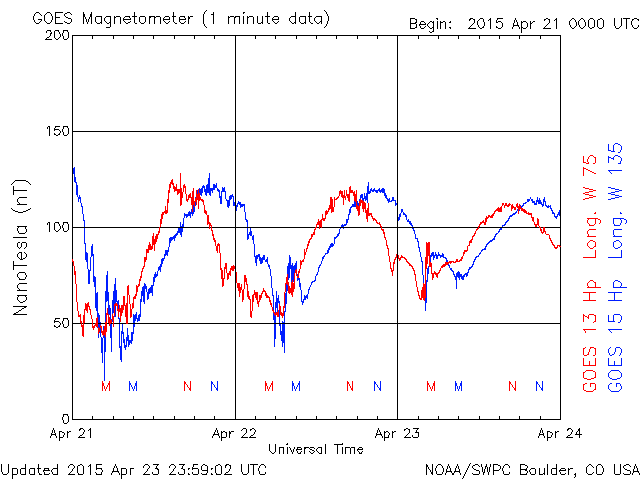 GOES Magnetometer (1 minute data)
Begin: 2015 Apr 21 0000 UTC
200
150
100
50
0
NanoTesla (nT)
M M N N M M N N M M N N
Apr 21 Apr 22 Apr 23 Apr 24
Universal Time
GOES 13 Hp Long. W 75
GOES 15 Hp Long. W 135
Updated 2015 Apr 23 23:59:02 UTC
NOAA/SWPC Boulder, CO USA